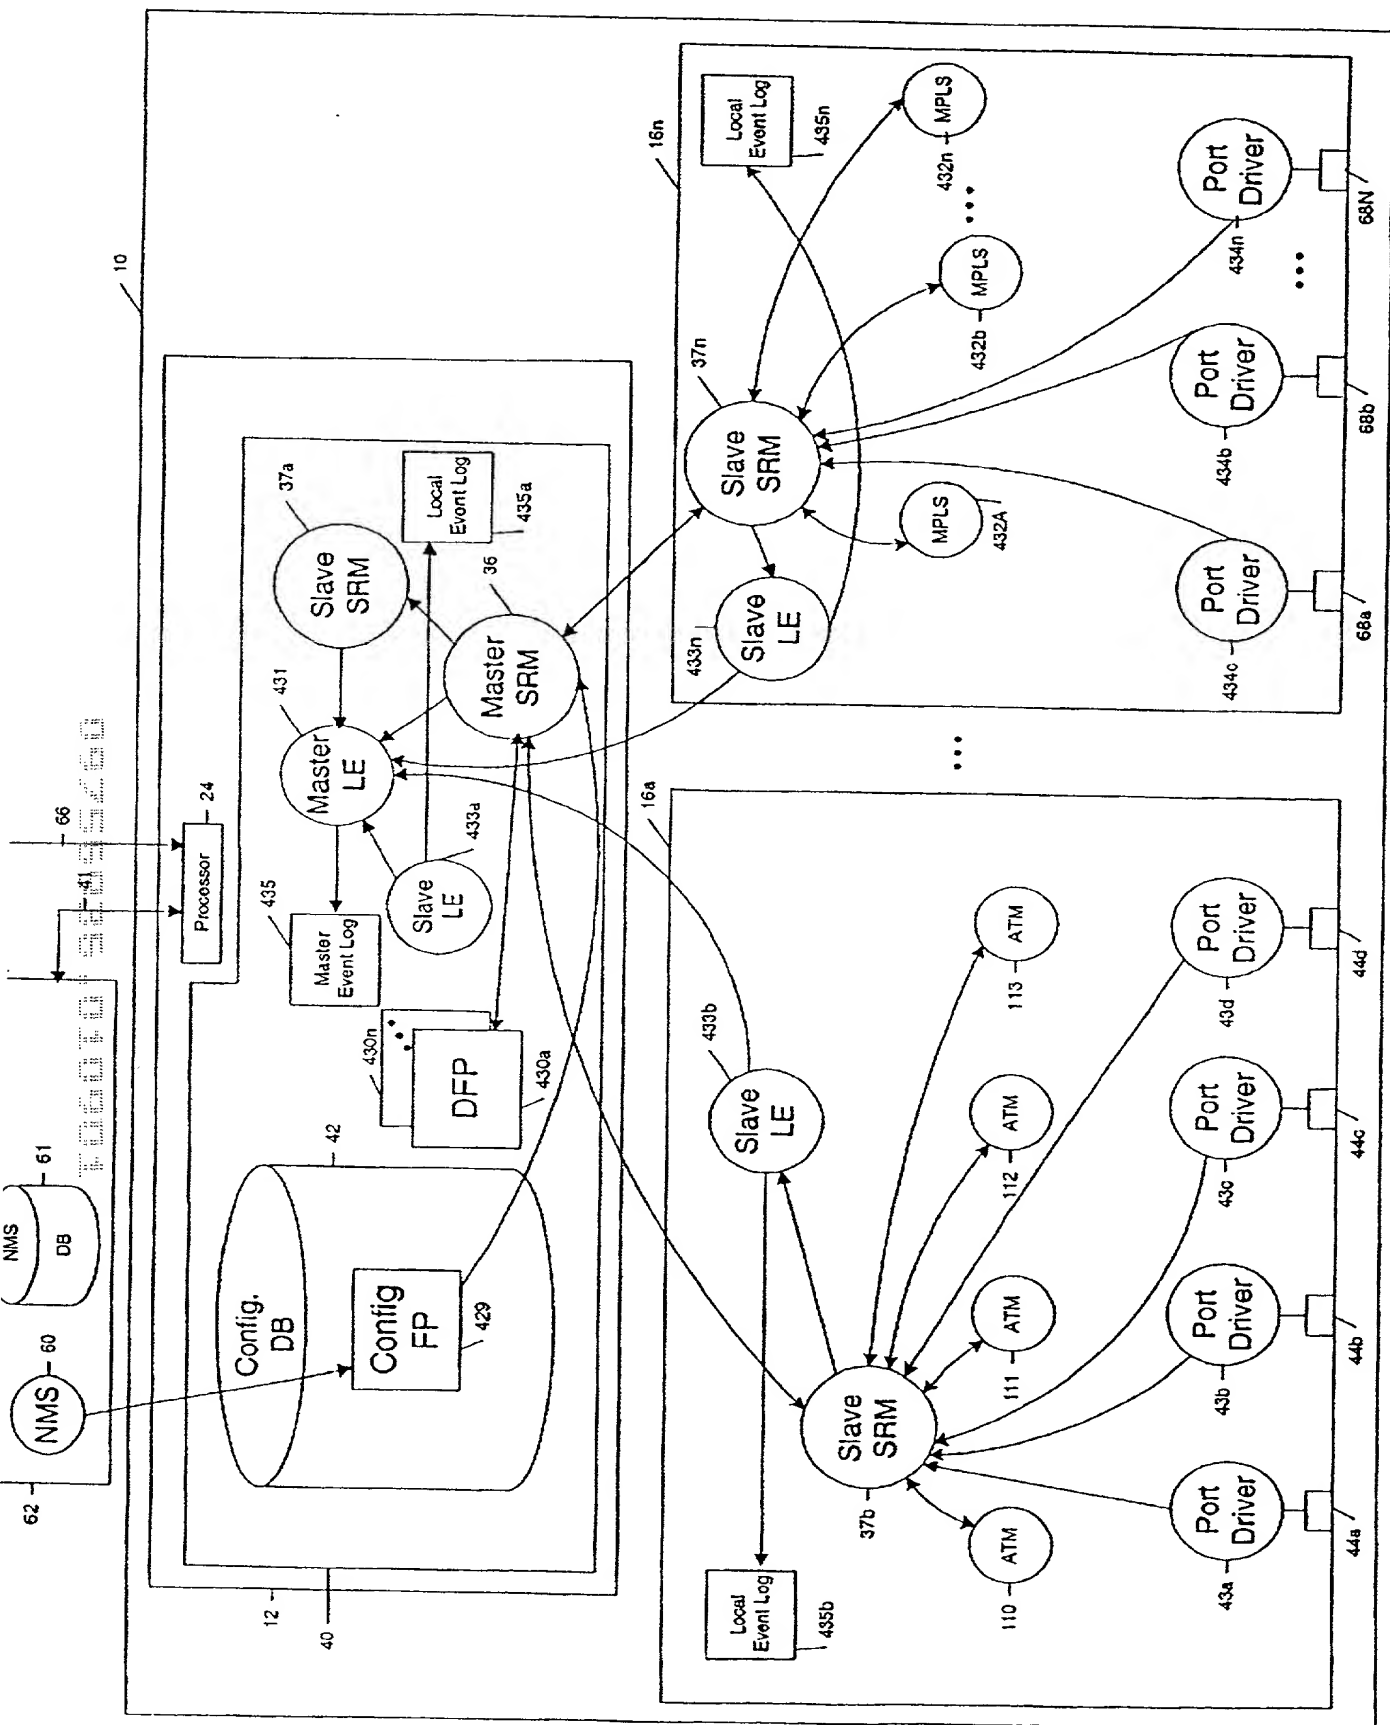 62
NMS
60
NMS
DB
61
41
66
09755025.010901
10
12
40
Processor
24
Config.
DB
42
Config
FP
429
430n
DFP
430a
Master
Event Log
435
Slave
LE
433a
Master
LE
431
Slave
SRM
37a
Local
Event Log
435a
Master
SRM
36
16a
Local
Event Log
435b
Slave
LE
433b
Slave
SRM
37b
ATM
110
ATM
111
ATM
112
ATM
113
Port
Driver
43a
44a
Port
Driver
43b
44b
Port
Driver
43c
44c
Port
Driver
43d
44d
16n
Local
Event Log
435n
Slave
LE
433n
Slave
SRM
37n
MPLS
432A
MPLS
432b
MPLS
432n
Port
Driver
434c
68a
Port
Driver
434b
68b
Port
Driver
434n
68N